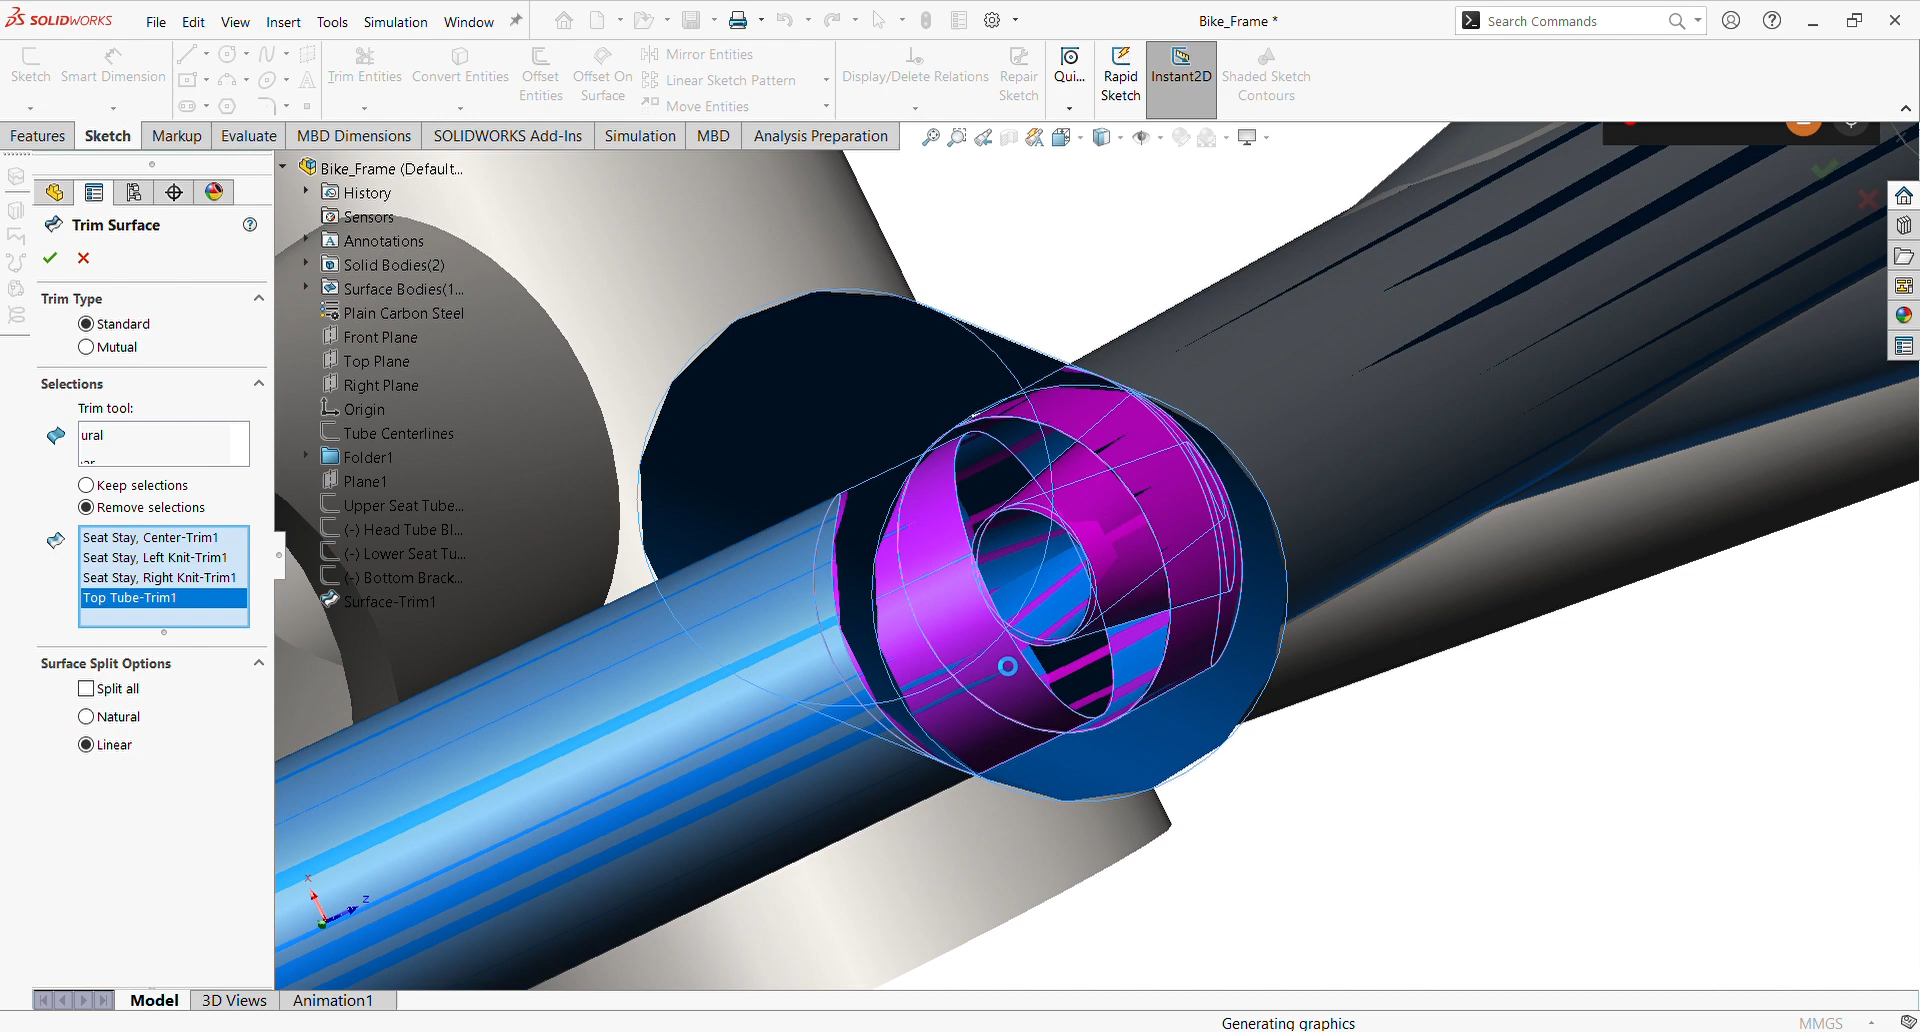 SOLIDWORKS File Edit View Insert Tools Simulation Window Bike_Frame * Search Commands
Sketch Smart Dimension Trim Entities Convert Entities Offset Entities Offset On Surface Mirror Entities Linear Sketch Pattern Move Entities Display/Delete Relations Repair Sketch Qui... Rapid Sketch Instant2D Shaded Sketch Contours
Features Sketch Markup Evaluate MBD Dimensions SOLIDWORKS Add-Ins Simulation MBD Analysis Preparation
Trim Surface
Trim Type
Standard
Mutual
Selections
Trim tool:
ural
Keep selections
Remove selections
Seat Stay, Center-Trim1
Seat Stay, Left Knit-Trim1
Seat Stay, Right Knit-Trim1
Top Tube-Trim1
Surface Split Options
Split all
Natural
Linear
Bike_Frame (Default...
History
Sensors
Annotations
Solid Bodies(2)
Surface Bodies(1...
Plain Carbon Steel
Front Plane
Top Plane
Right Plane
Origin
Tube Centerlines
Folder1
Plane1
Upper Seat Tube...
(-) Head Tube Bl...
(-) Lower Seat Tu...
(-) Bottom Brack...
Surface-Trim1
x
z
Model 3D Views Animation1
Generating graphics MMGS